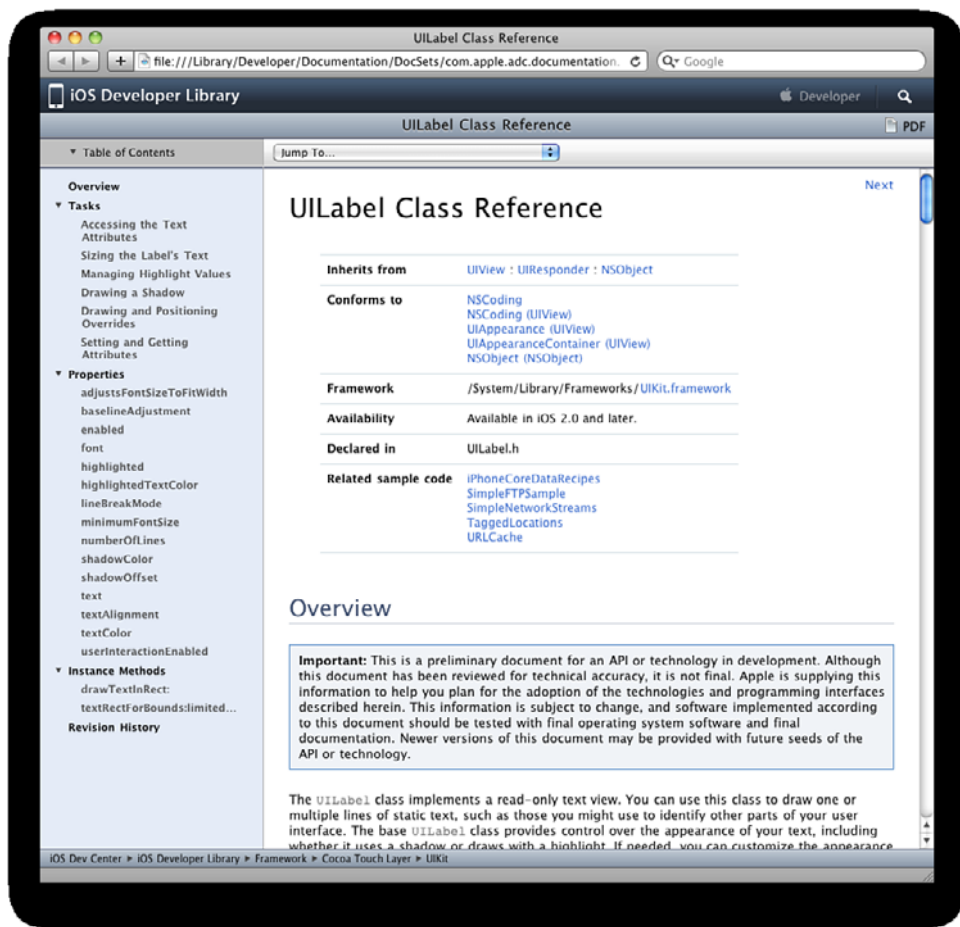 UILabel Class Reference
file:///Library/Developer/Documentation/DocSets/com.apple.adc.documentation.
Google
iOS Developer Library
Developer
UILabel Class Reference
PDF
Table of Contents
Jump To...
Overview
Tasks
Accessing the Text
Attributes
Sizing the Label's Text
Managing Highlight Values
Drawing a Shadow
Drawing and Positioning
Overrides
Setting and Getting
Attributes
Properties
adjustsFontSizeToFitWidth
baselineAdjustment
enabled
font
highlighted
highlightedTextColor
lineBreakMode
minimumFontSize
numberOfLines
shadowColor
shadowOffset
text
textAlignment
textColor
userInteractionEnabled
Instance Methods
drawTextInRect:
textRectForBounds:limited...
Revision History
Next
UILabel Class Reference
Inherits from UIView : UIResponder : NSObject
Conforms to NSCoding
NSCoding (UIView)
UIAppearance (UIView)
UIAppearanceContainer (UIView)
NSObject (NSObject)
Framework /System/Library/Frameworks/UIKit.framework
Availability Available in iOS 2.0 and later.
Declared in UILabel.h
Related sample code iPhoneCoreDataRecipes
SimpleFTPSample
SimpleNetworkStreams
TaggedLocations
URLCache
Overview
Important: This is a preliminary document for an API or technology in development. Although
this document has been reviewed for technical accuracy, it is not final. Apple is supplying this
information to help you plan for the adoption of the technologies and programming interfaces
described herein. This information is subject to change, and software implemented according
to this document should be tested with final operating system software and final
documentation. Newer versions of this document may be provided with future seeds of the
API or technology.
The UILabel class implements a read-only text view. You can use this class to draw one or
multiple lines of static text, such as those you might use to identify other parts of your user
interface. The base UILabel class provides control over the appearance of your text, including
whether it uses a shadow or draws with a highlight. If needed, you can customize the appearance
iOS Dev Center ▸ iOS Developer Library ▸ Framework ▸ Cocoa Touch Layer ▸ UIKit